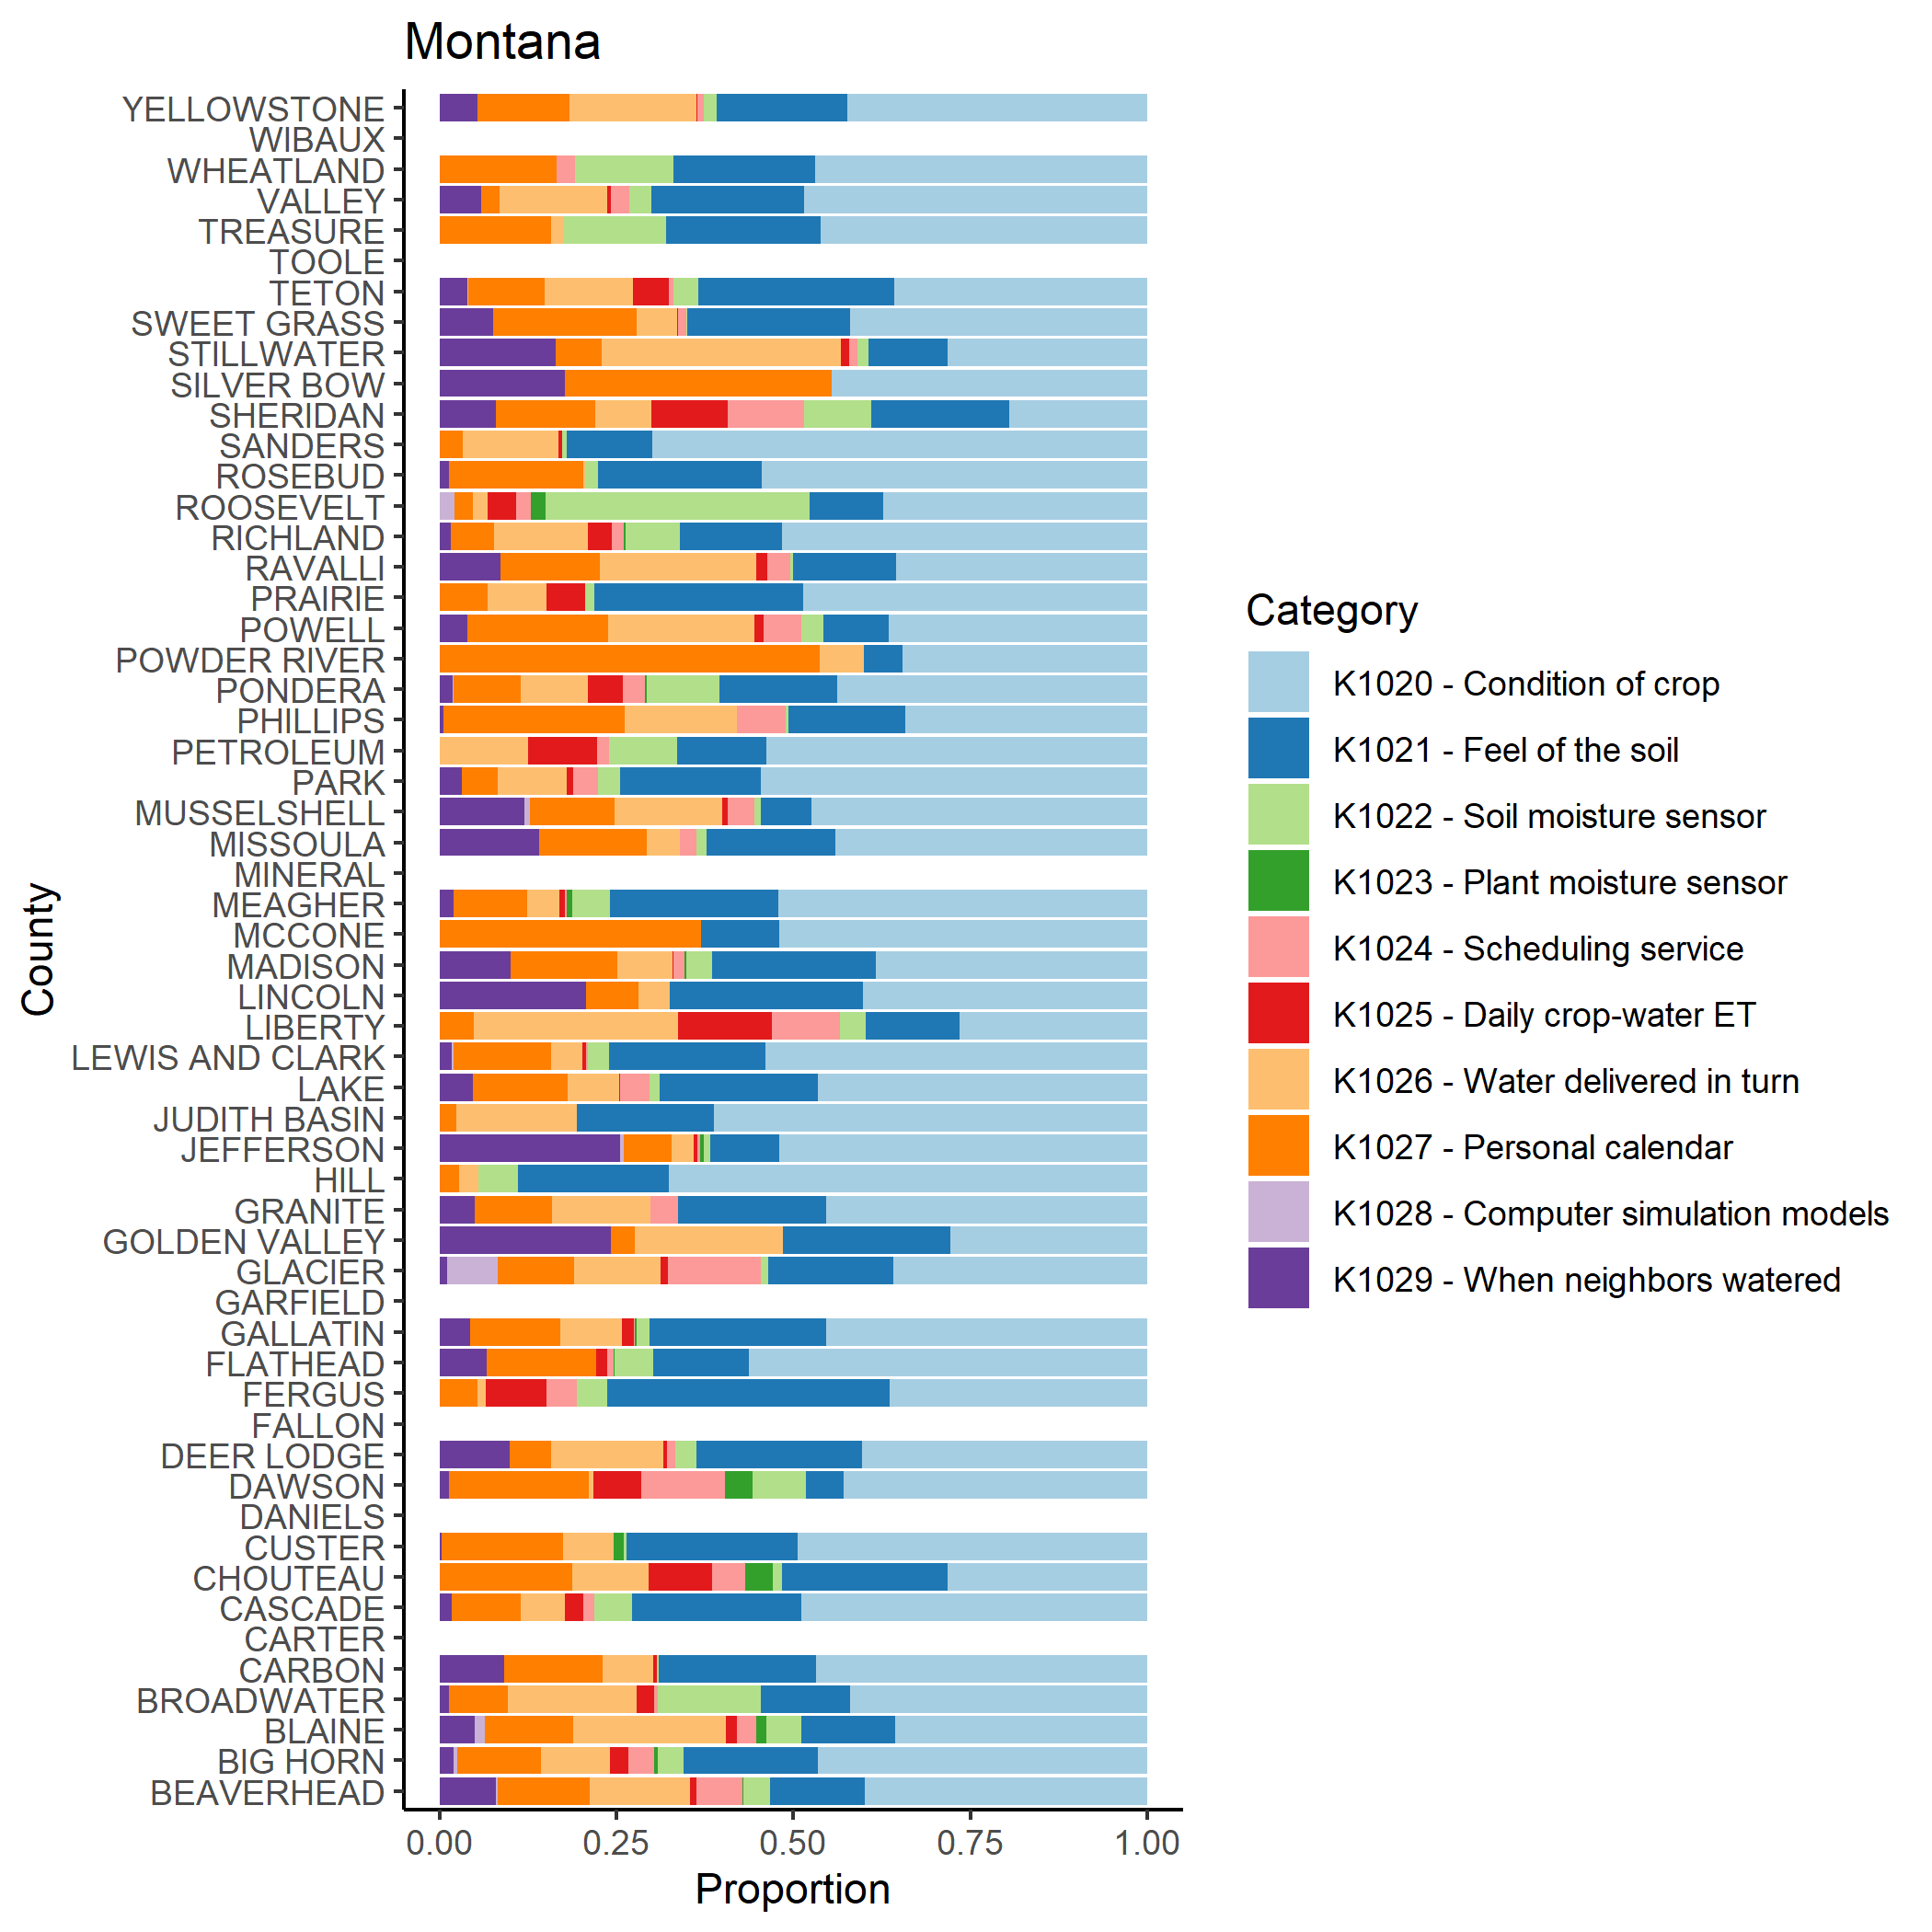 Montana
YELLOWSTONE
WIBAUX
WHEATLAND
VALLEY
TREASURE
TOOLE
TETON
SWEET GRASS
STILLWATER
SILVER BOW
SHERIDAN
SANDERS
ROSEBUD
ROOSEVELT
RICHLAND
RAVALLI
PRAIRIE
POWELL
POWDER RIVER
PONDERA
PHILLIPS
PETROLEUM
PARK
MUSSELSHELL
MISSOULA
MINERAL
MEAGHER
MCCONE
MADISON
LINCOLN
LIBERTY
LEWIS AND CLARK
LAKE
JUDITH BASIN
JEFFERSON
HILL
GRANITE
GOLDEN VALLEY
GLACIER
GARFIELD
GALLATIN
FLATHEAD
FERGUS
FALLON
DEER LODGE
DAWSON
DANIELS
CUSTER
CHOUTEAU
CASCADE
CARTER
CARBON
BROADWATER
BLAINE
BIG HORN
BEAVERHEAD
County
0.00 0.25 0.50 0.75 1.00
Proportion
Category
K1020 - Condition of crop
K1021 - Feel of the soil
K1022 - Soil moisture sensor
K1023 - Plant moisture sensor
K1024 - Scheduling service
K1025 - Daily crop-water ET
K1026 - Water delivered in turn
K1027 - Personal calendar
K1028 - Computer simulation models
K1029 - When neighbors watered